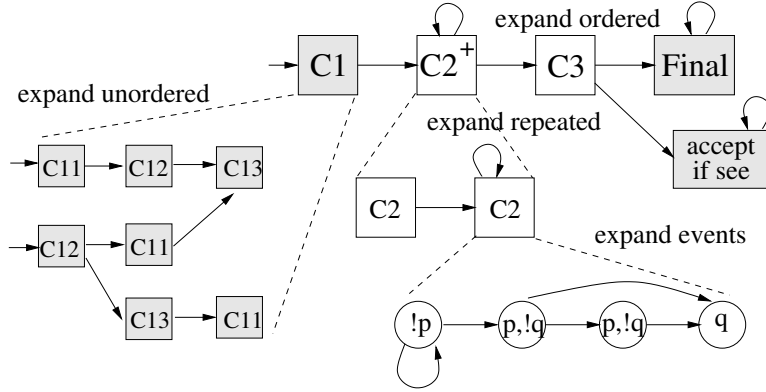 expand ordered
C1
C2+
C3
Final
expand unordered
expand repeated
accept
if see
C11
C12
C13
C2
C2
C12
C11
expand events
C13
C11
!p
p,!q
p,!q
q